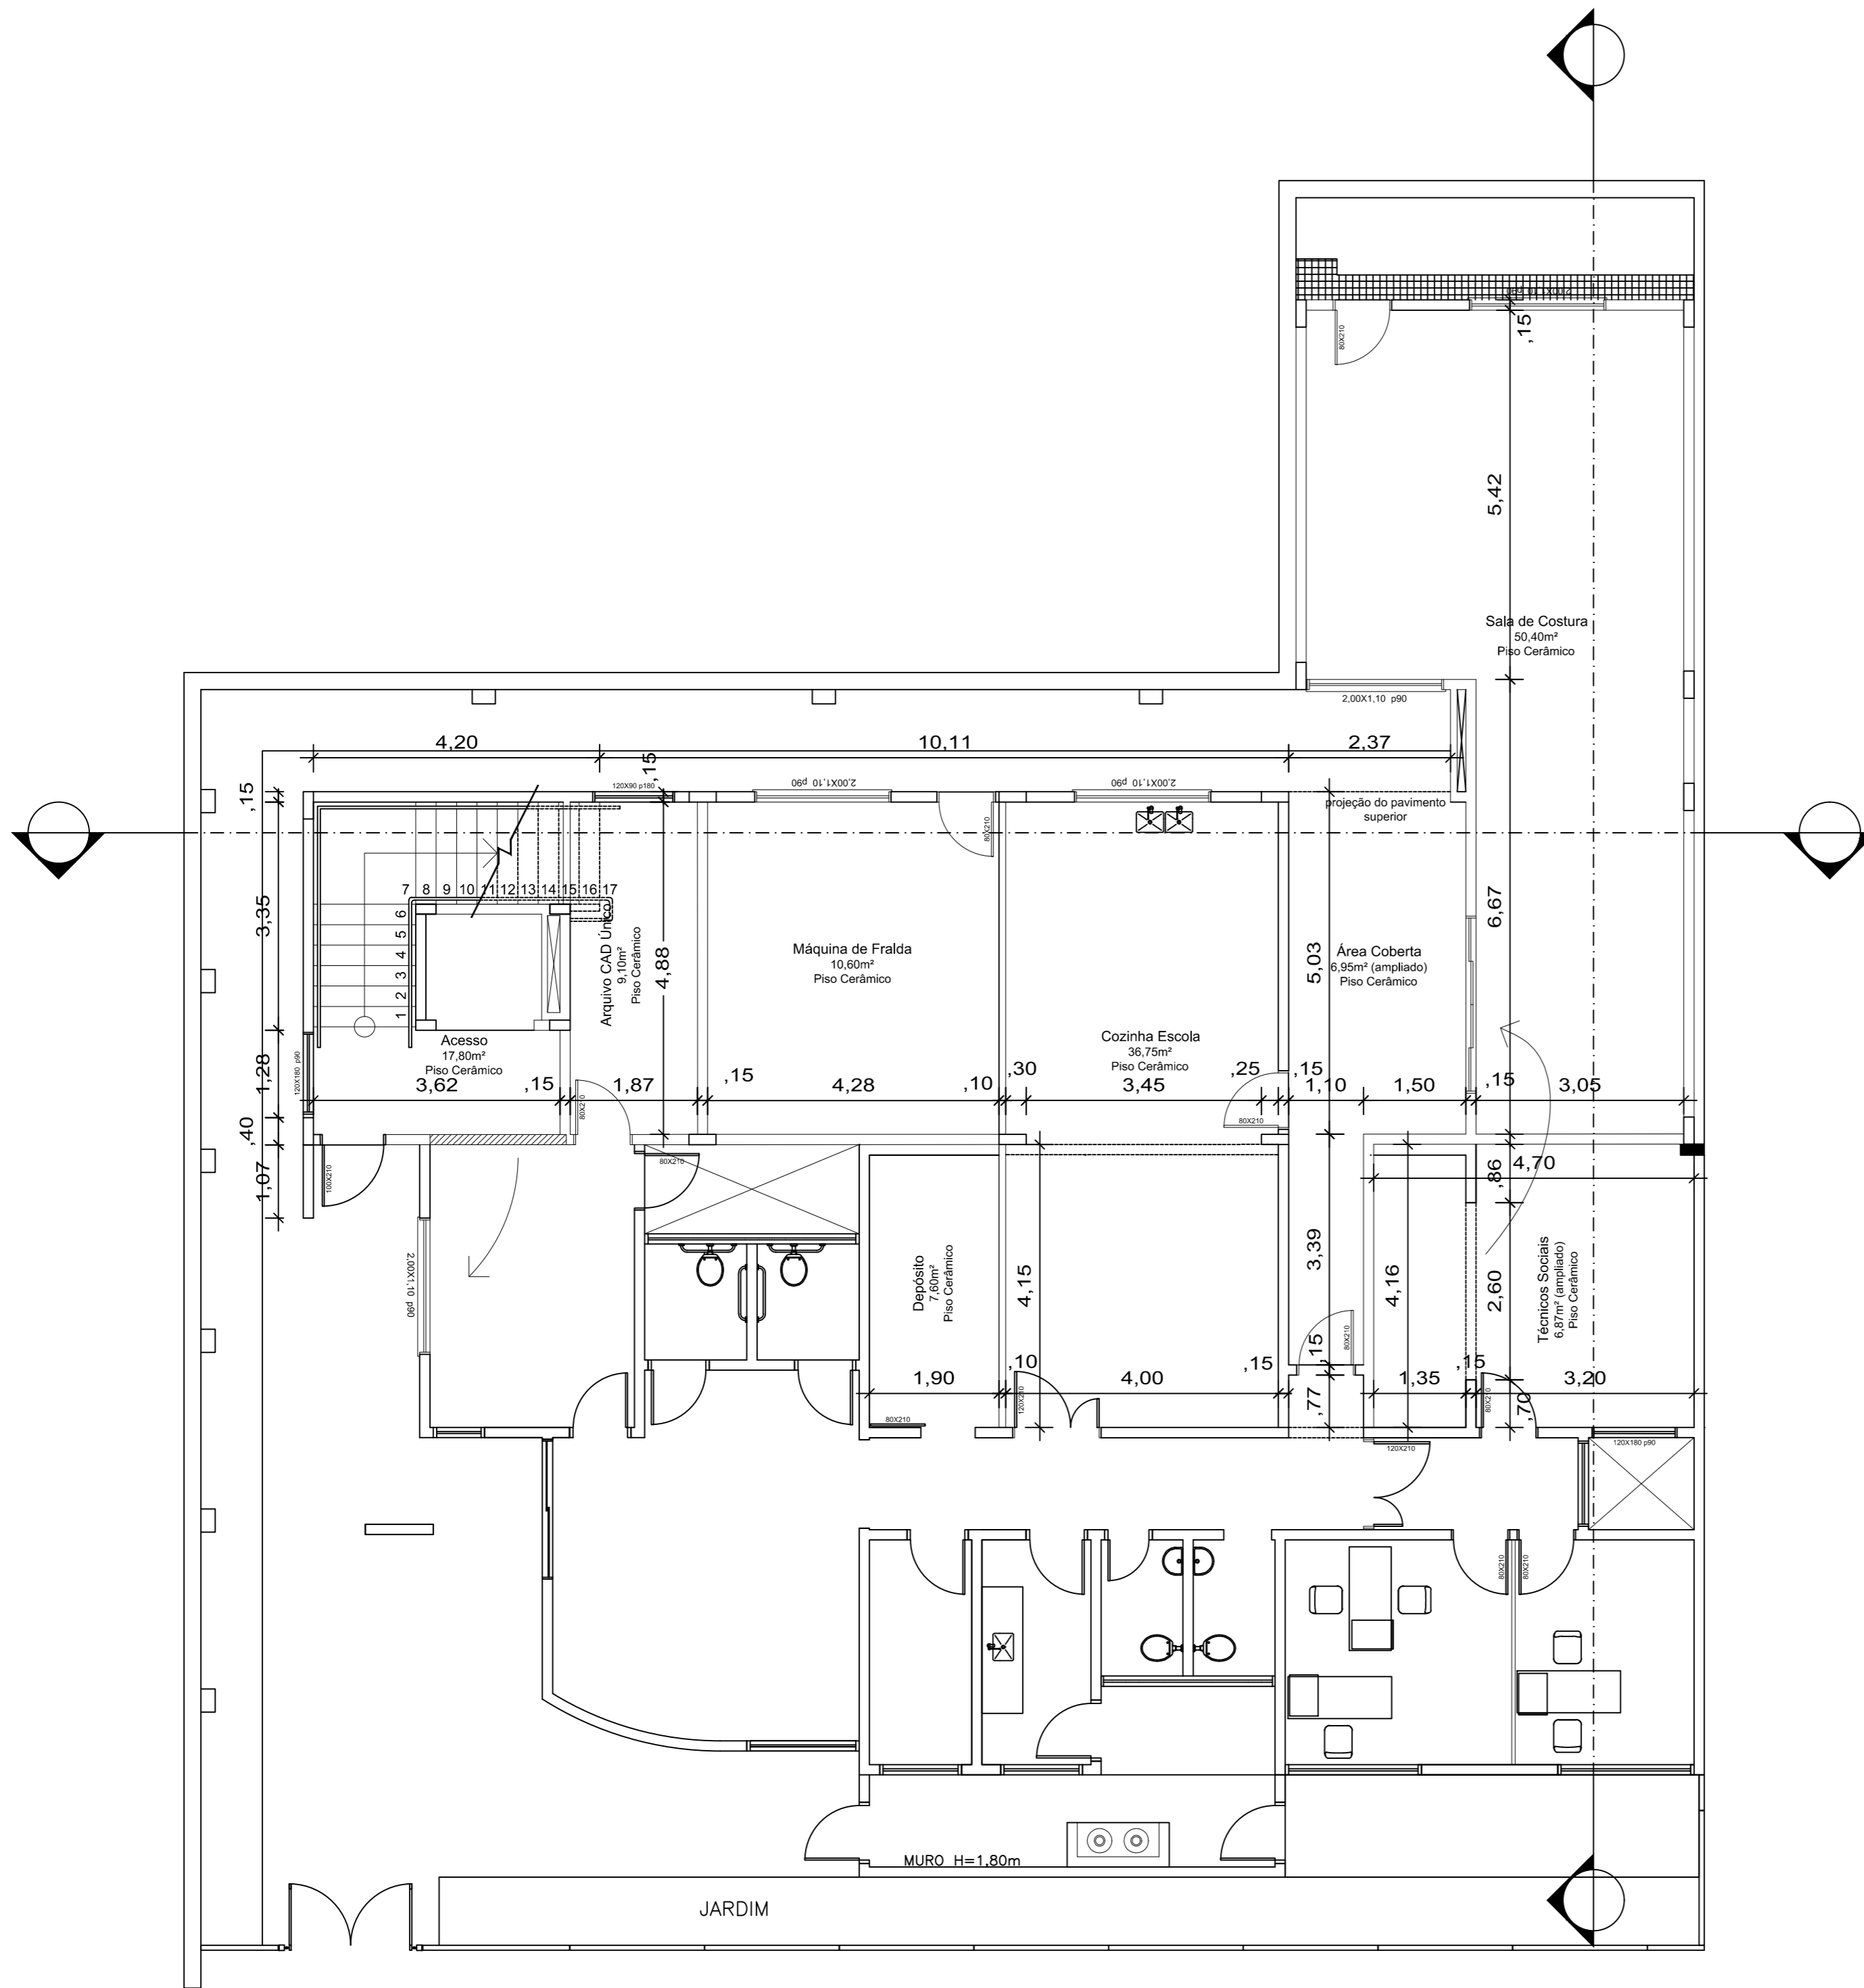 2,00X1,10 p90
,15
80X210
5,42
Sala de Costura
50,40m²
Piso Cerâmico
2,00X1,10 p90
4,20
10,11
2,37
,15
,15
120X90 p180
2,00X1,10 p90
2,00X1,10 p90
projeção do pavimento
superior
80X210
3,35
7 8 9 10 11 12 13 14 15 16 17
6
5
4
3
2
1
Arquivo CAD Único
9,10m²
Piso Cerâmico
4,88
Máquina de Fralda
10,60m²
Piso Cerâmico
5,03
Área Coberta
6,95m² (ampliado)
Piso Cerâmico
6,67
Acesso
17,80m²
Piso Cerâmico
Cozinha Escola
36,75m²
Piso Cerâmico
1,28
120X180 p90
3,62
,15
1,87
,15
4,28
,10
,30
3,45
,25
,15
1,10
1,50
,15
3,05
80X210
80X210
,40
1,07
100X210
80X210
,86
4,70
2,00X1,10 p90
Depósito
7,60m²
Piso Cerâmico
4,15
3,39
4,16
2,60
Técnicos Sociais
6,87m² (ampliado)
Piso Cerâmico
80X210
,15
1,90
,10
4,00
,15
1,35
,15
3,20
80X210
120X210
,77
80X210
,70
120X210
120X180 p90
80X210
80X210
MURO H=1,80m
JARDIM